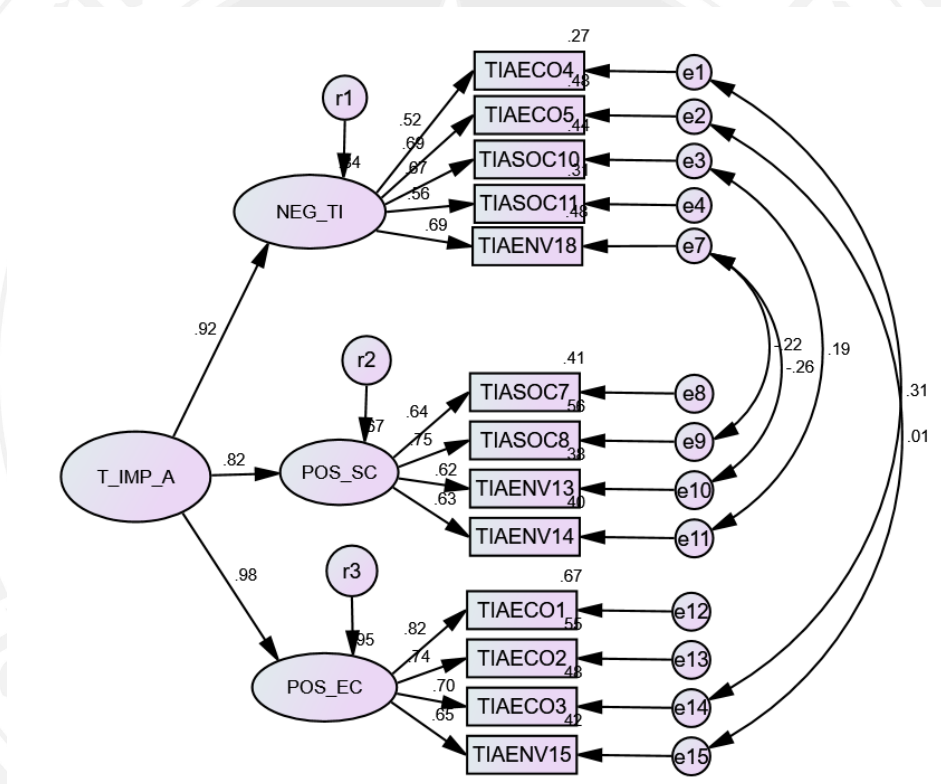 .27
TIAECO4
e1
.48
r1
.52
TIAECO5
e2
.44
.69
TIASOC10
e3
.67
.31
.84
.56
TIASOC11
e4
.48
NEG_TI
.69
TIAENV18
e7
.92
-.22
.19
-.26
r2
.41
.31
TIASOC7
e8
.56
.64
.67
.75
TIASOC8
e9
.01
.38
T_IMP_A
.82
POS_SC
.62
TIAENV13
e10
.40
.63
TIAENV14
e11
r3
.98
.67
TIAECO1
e12
.55
.95
.82
.74
TIAECO2
e13
.48
POS_EC
.70
TIAECO3
e14
.42
.65
TIAENV15
e15